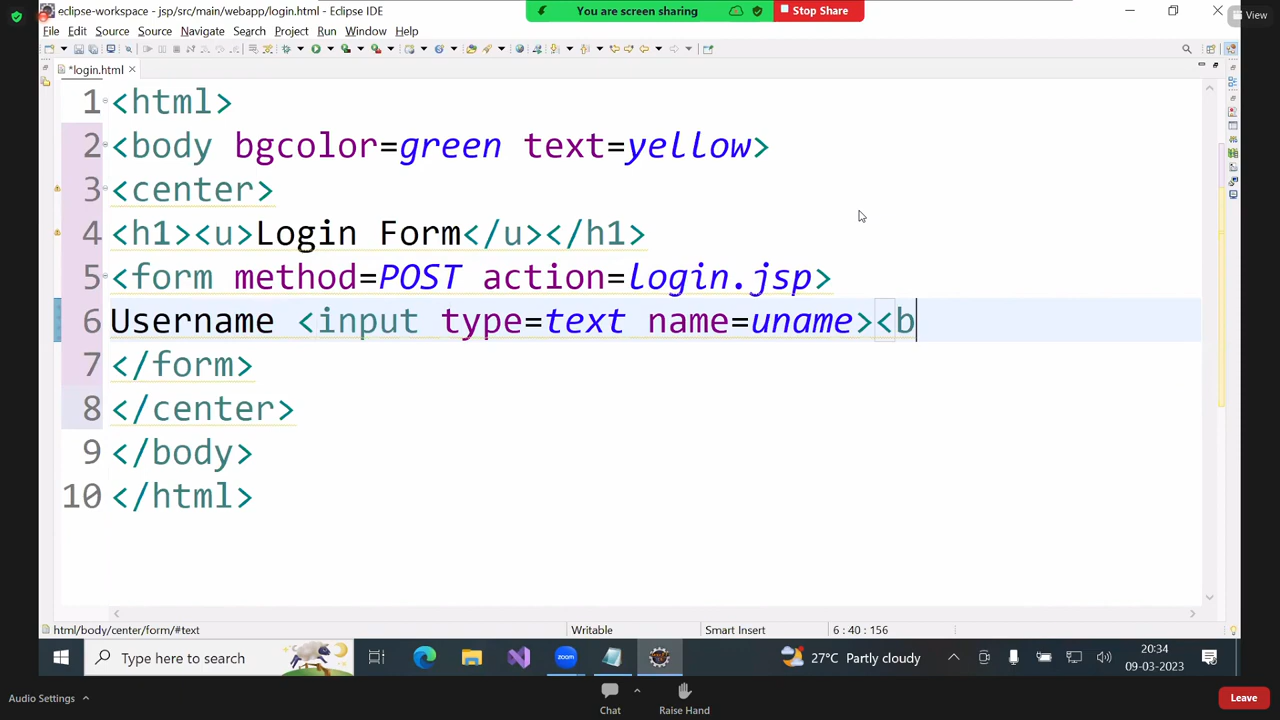 eclipse-workspace - jsp/src/main/webapp/login.html - Eclipse IDE
You are screen sharing
Stop Share
View
File Edit Source Source Navigate Search Project Run Window Help
*login.html
1 <html>
2 <body bgcolor=green text=yellow>
3 <center>
4 <h1><u>Login Form</u></h1>
5 <form method=POST action=login.jsp>
6 Username <input type=text name=uname><b
7 </form>
8 </center>
9 </body>
10 </html>
html/body/center/form/#text
Writable
Smart Insert
6 : 40 : 156
Type here to search
zoom
27°C Partly cloudy
20:34
09-03-2023
Audio Settings
Chat
Raise Hand
Leave